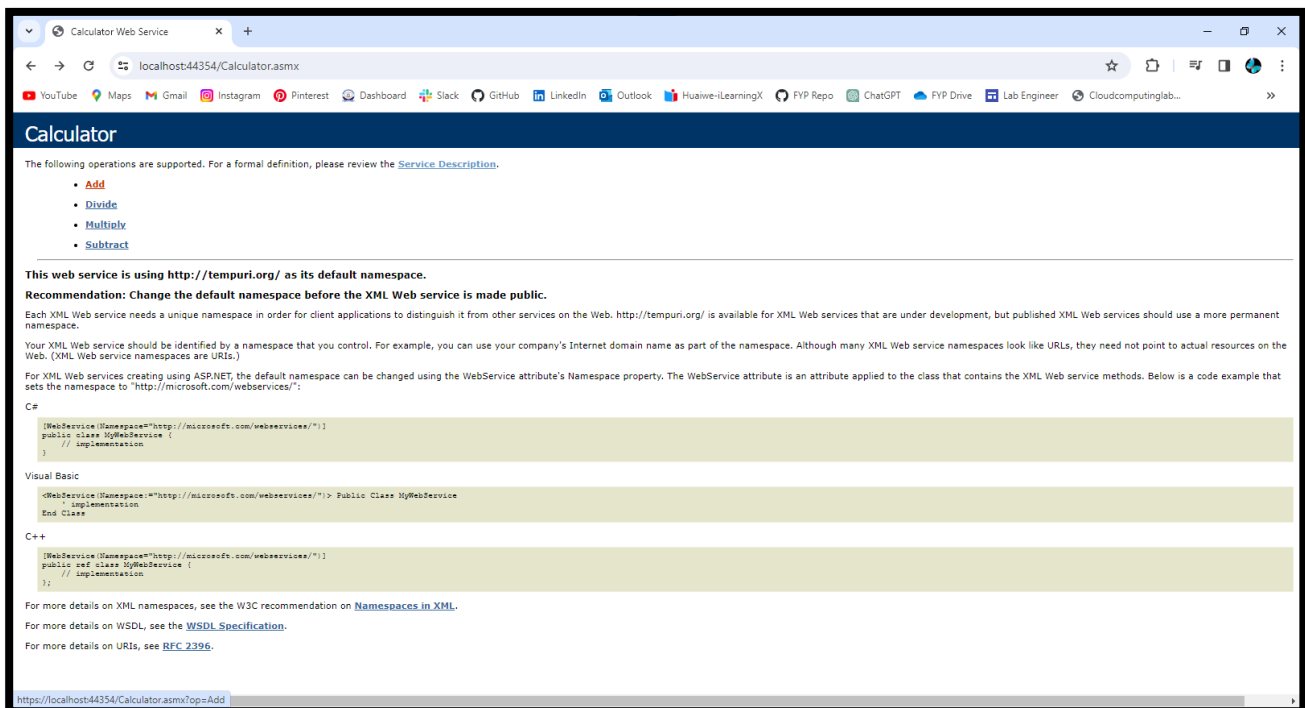 Calculator Web Service
localhost:44354/Calculator.asmx
YouTube Maps Gmail Instagram Pinterest Dashboard Slack GitHub LinkedIn Outlook Huaiwe-iLearningX FYP Repo ChatGPT FYP Drive Lab Engineer Cloudcomputinglab... »
Calculator
The following operations are supported. For a formal definition, please review the Service Description.
• Add
• Divide
• Multiply
• Subtract
This web service is using http://tempuri.org/ as its default namespace.
Recommendation: Change the default namespace before the XML Web service is made public.
Each XML Web service needs a unique namespace in order for client applications to distinguish it from other services on the Web. http://tempuri.org/ is available for XML Web services that are under development, but published XML Web services should use a more permanent
namespace.
Your XML Web service should be identified by a namespace that you control. For example, you can use your company's Internet domain name as part of the namespace. Although many XML Web service namespaces look like URLs, they need not point to actual resources on the
Web. (XML Web service namespaces are URIs.)
For XML Web services creating using ASP.NET, the default namespace can be changed using the WebService attribute's Namespace property. The WebService attribute is an attribute applied to the class that contains the XML Web service methods. Below is a code example that
sets the namespace to "http://microsoft.com/webservices/":
C#
[WebService(Namespace="http://microsoft.com/webservices/")]
public class MyWebService {
// implementation
}
Visual Basic
<WebService(Namespace:="http://microsoft.com/webservices/")> Public Class MyWebService
' implementation
End Class
C++
[WebService(Namespace="http://microsoft.com/webservices/")]
public ref class MyWebService {
// implementation
};
For more details on XML namespaces, see the W3C recommendation on Namespaces in XML.
For more details on WSDL, see the WSDL Specification.
For more details on URIs, see RFC 2396.
https://localhost:44354/Calculator.asmx?op=Add